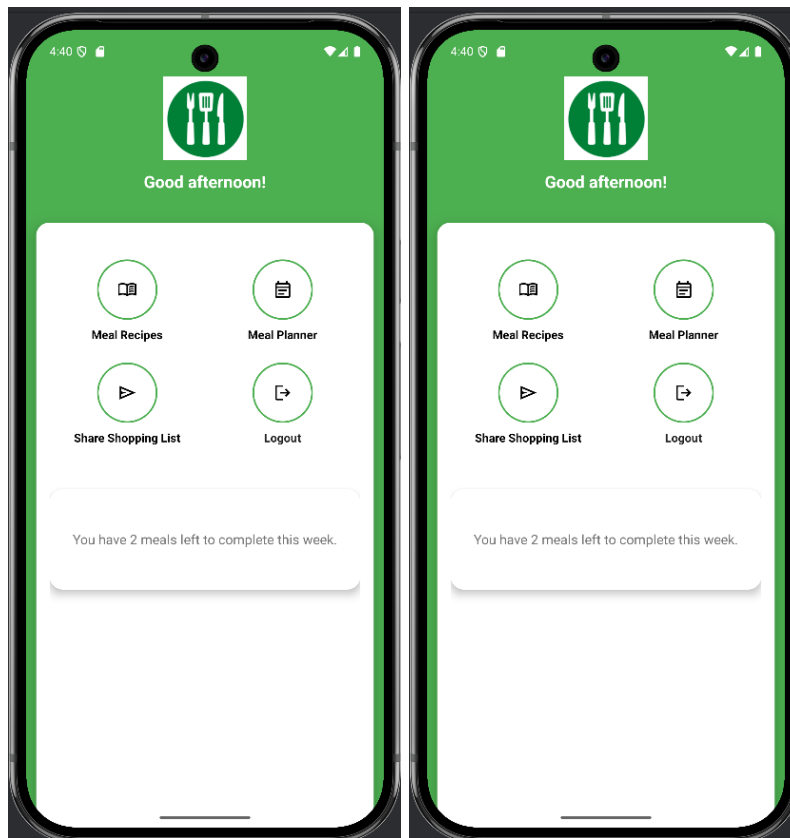 4:40
Good afternoon!
Meal Recipes
Meal Planner
Share Shopping List
Logout
You have 2 meals left to complete this week.
4:40
Good afternoon!
Meal Recipes
Meal Planner
Share Shopping List
Logout
You have 2 meals left to complete this week.